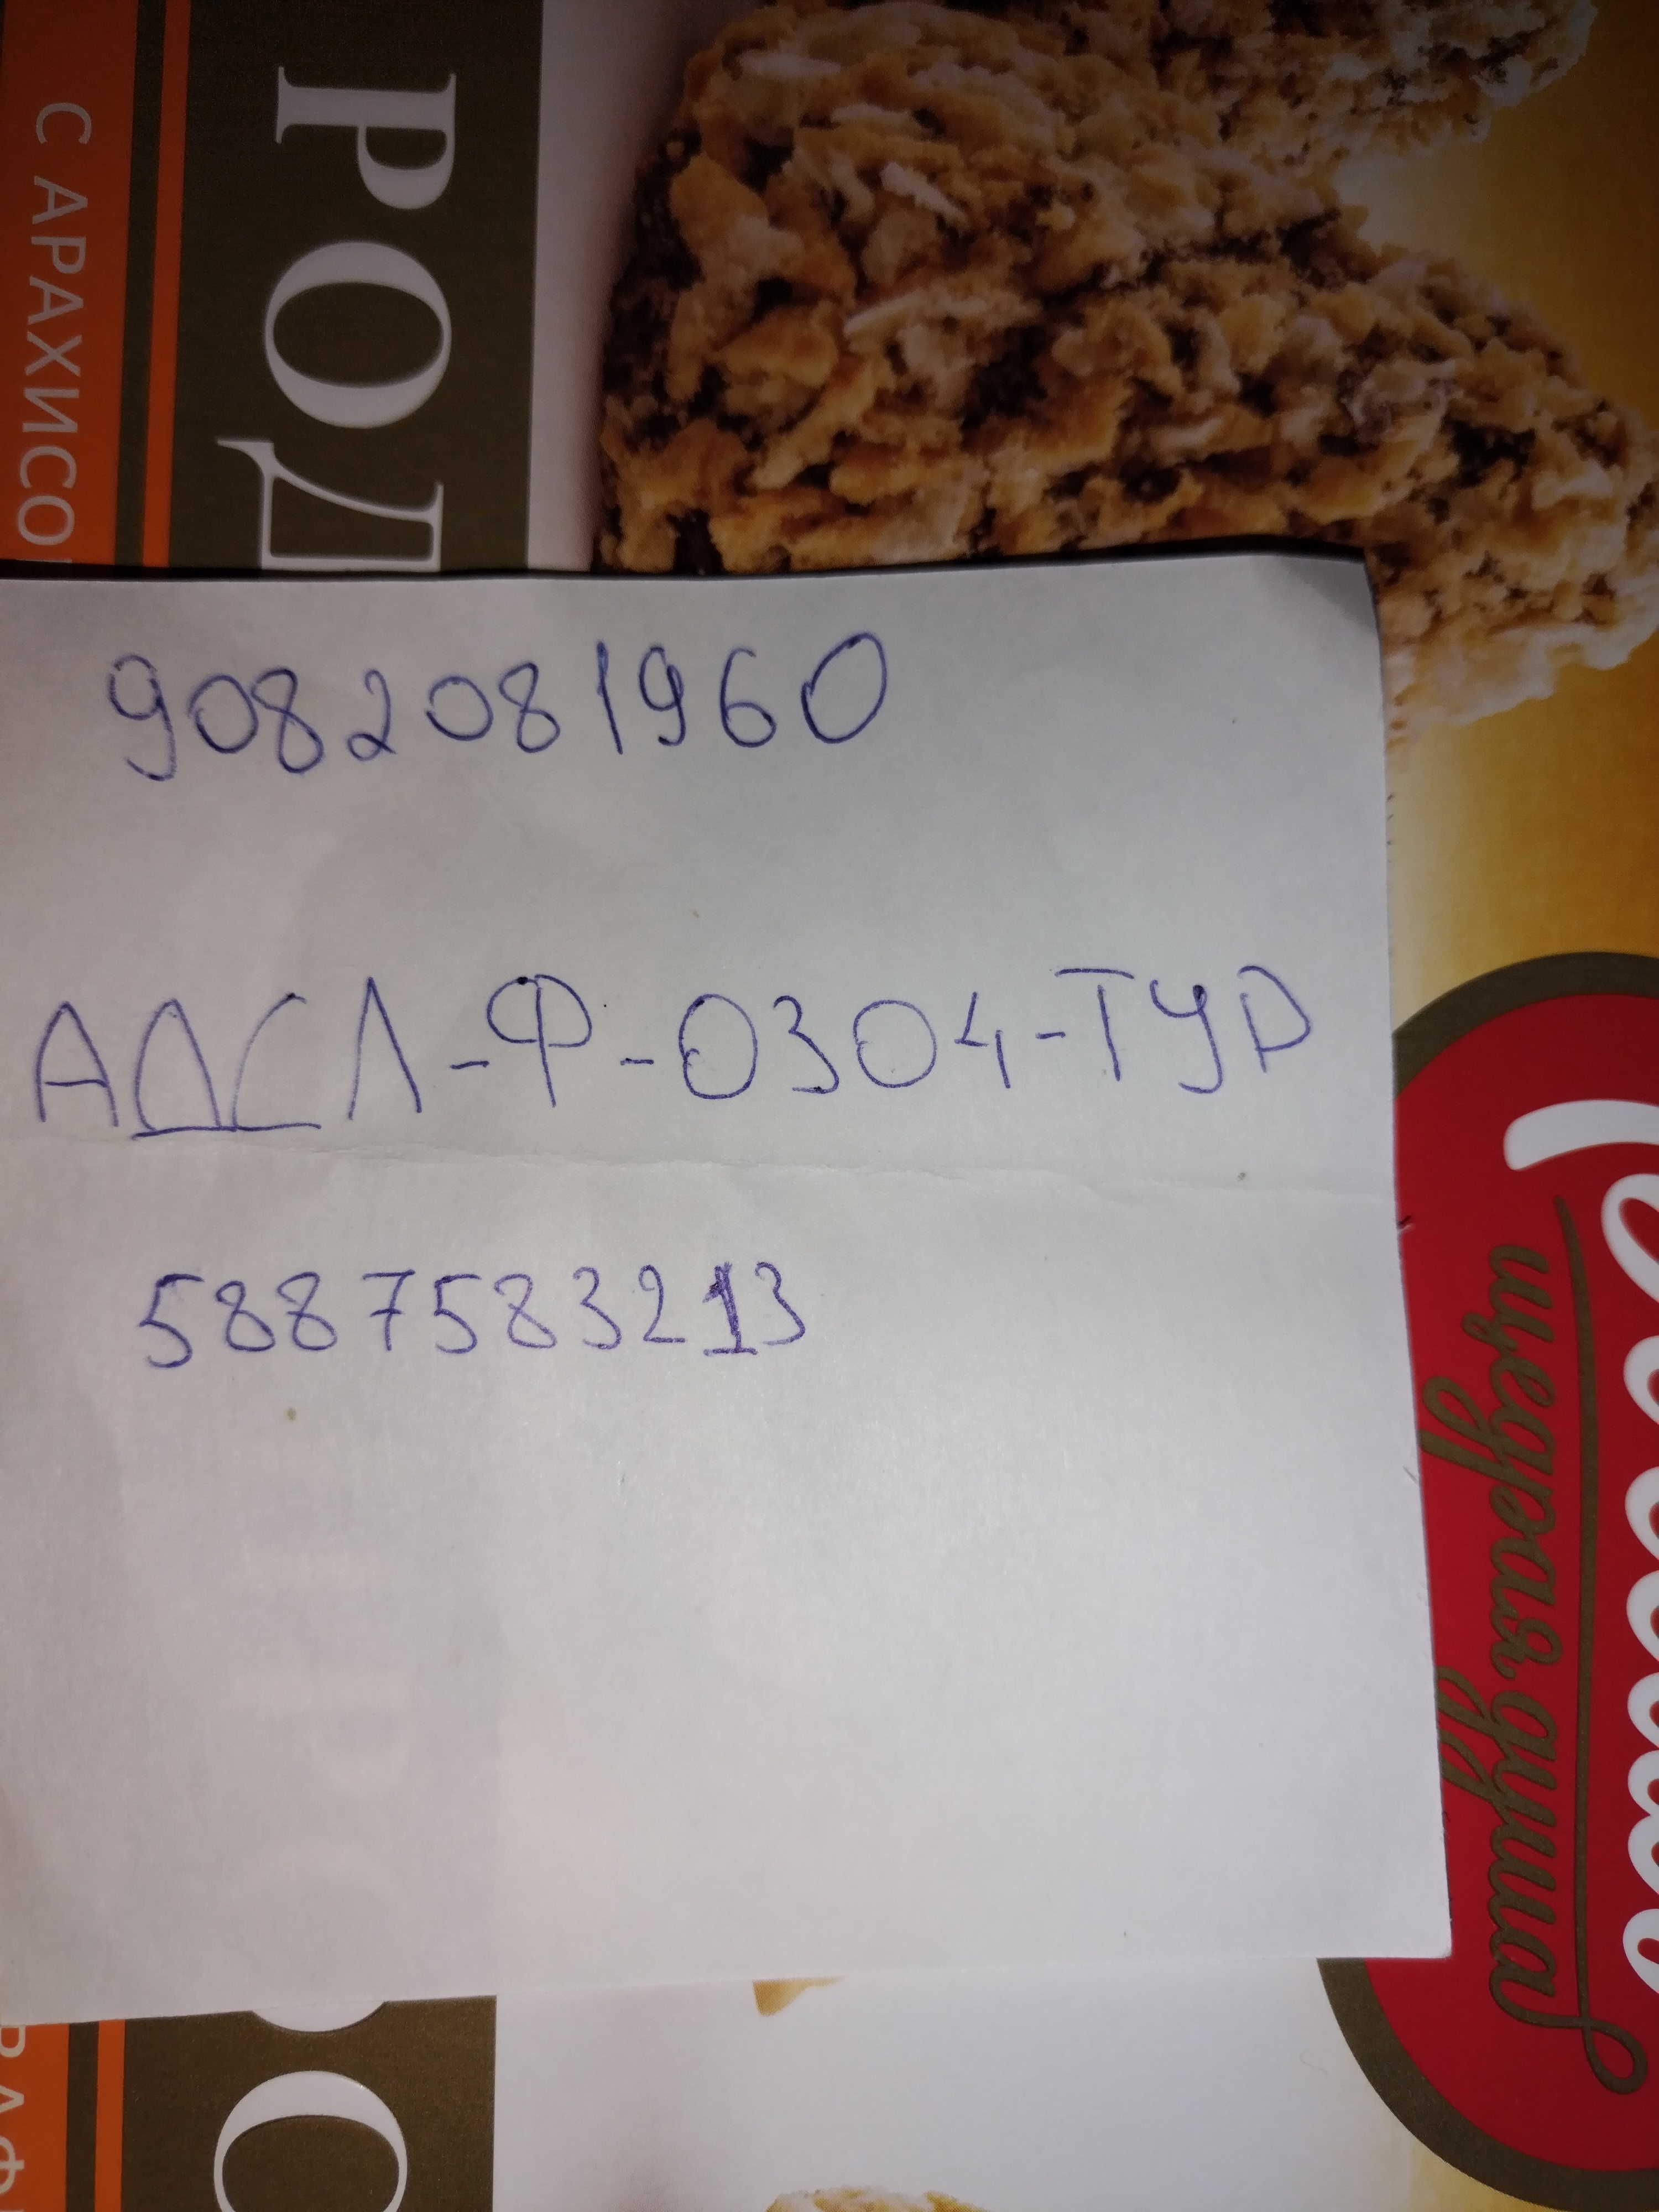 РОД
С АРАХИСО
9082081960
АДСЛ-Ф-0304-ТУР
5887583213
щедрая душа
О